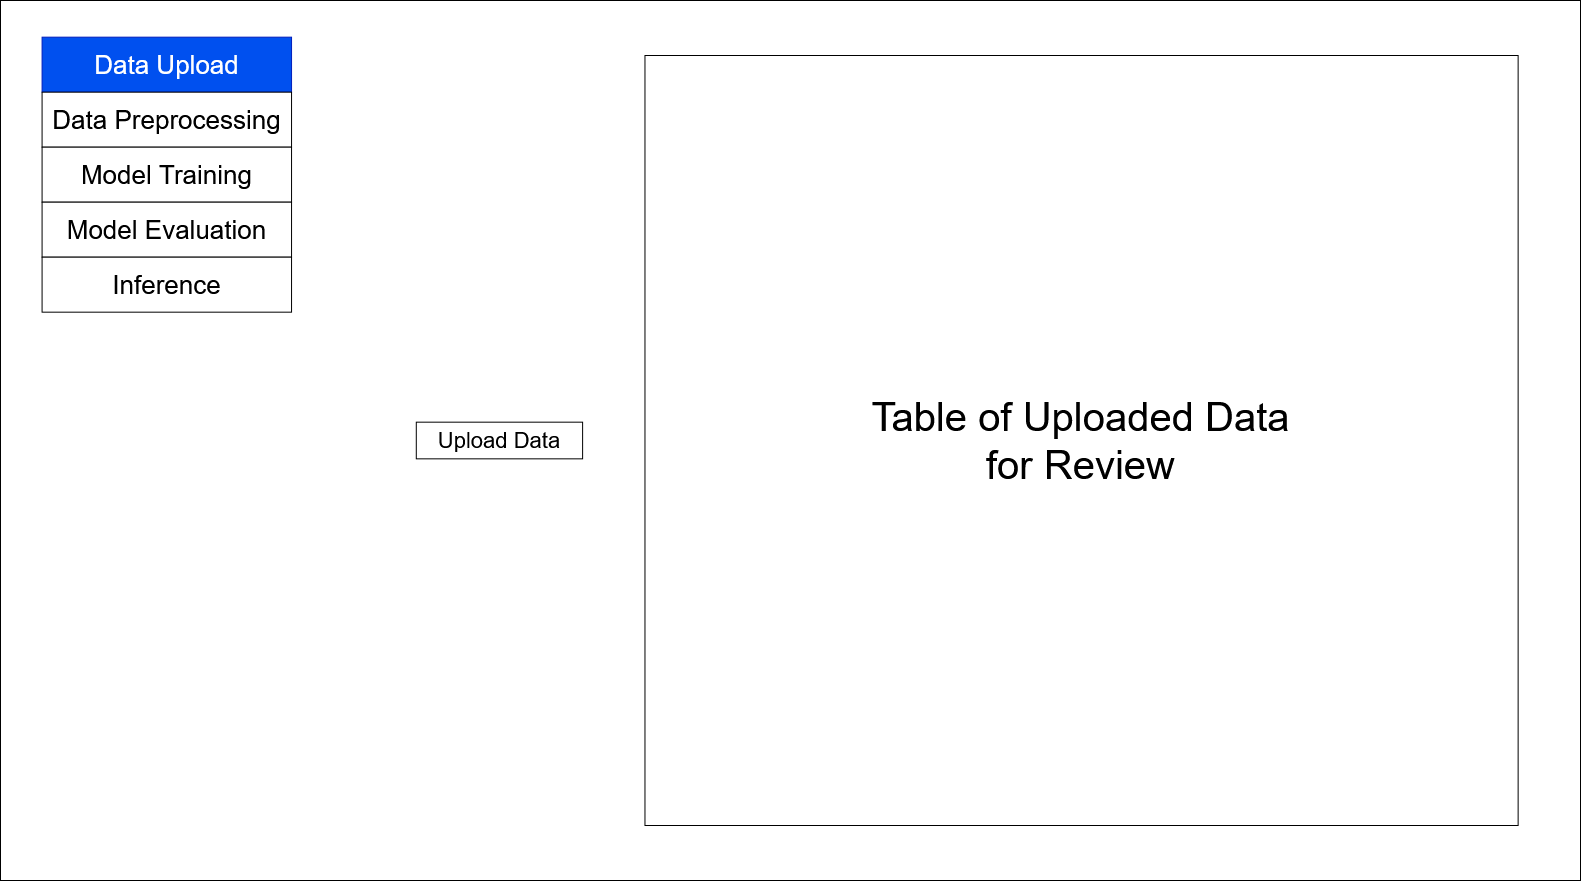 Data Upload
Data Preprocessing
Model Training
Model Evaluation
Inference
Upload Data
Table of Uploaded Data
for Review